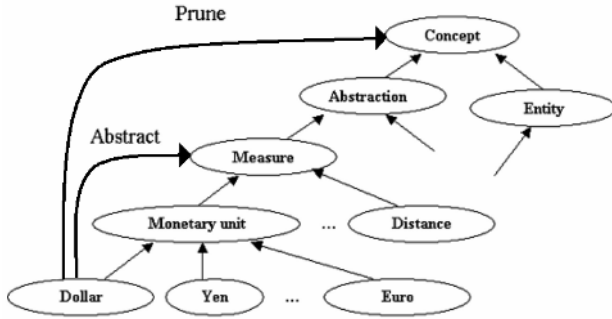 Prune
Concept
Abstraction
Entity
Abstract
Measure
Monetary unit
...
Distance
Dollar
Yen
...
Euro